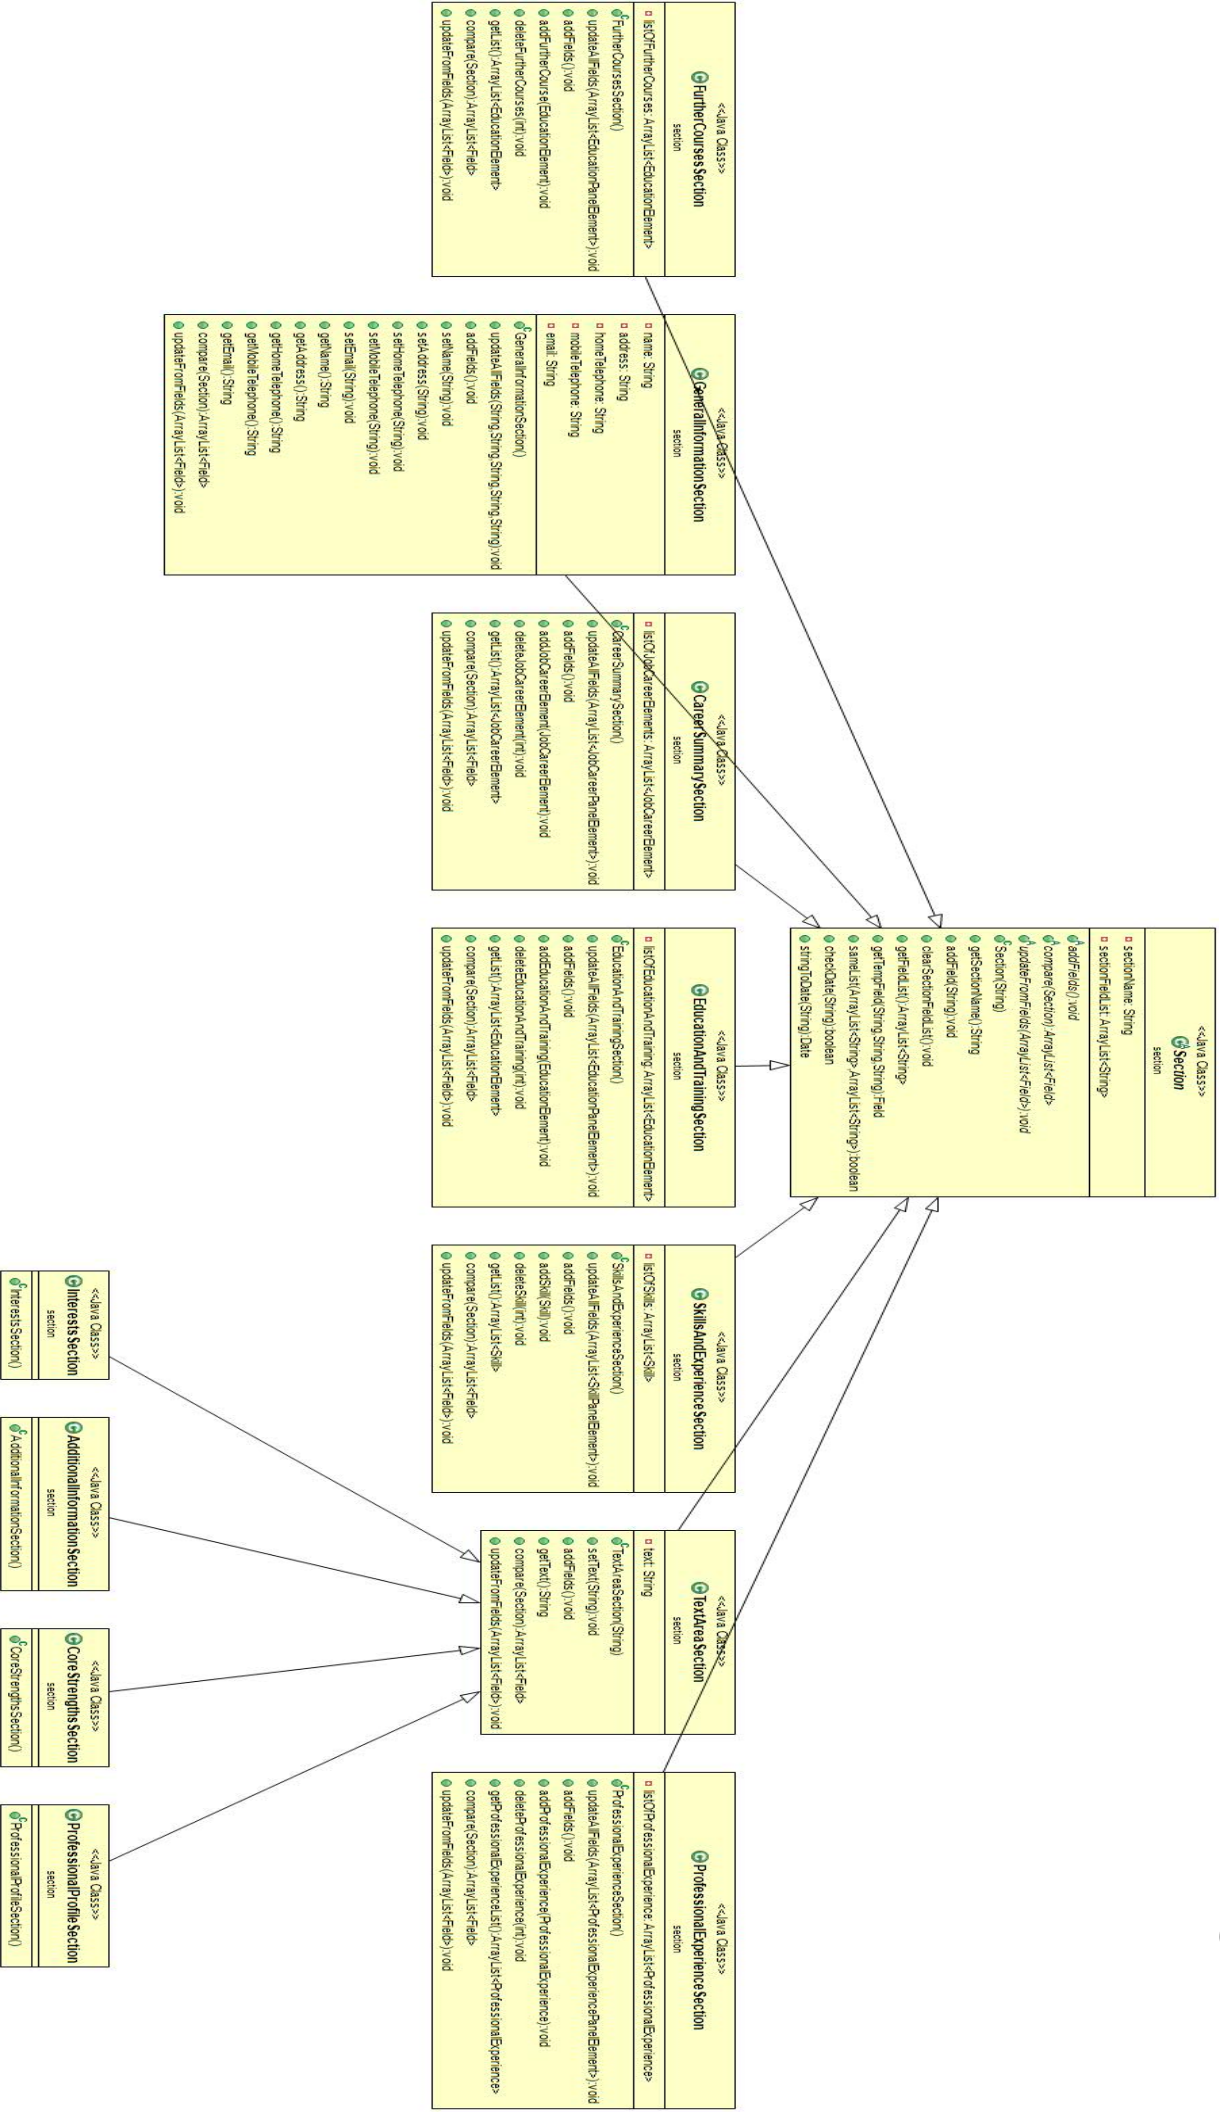 <<Java Class>>
Section
section
sectionName: String
sectionFieldList: ArrayList<String>
addFields():void
compare(Section):ArrayList<Field>
updateFromFields(ArrayList<Field>):void
Section(String)
getSectionName():String
addField(String):void
clearSectionFieldList():void
getFieldList():ArrayList<String>
getTempField(String,String,String):Field
sameList(ArrayList<String>,ArrayList<String>):boolean
checkDate(String):boolean
stringToDate(String):Date
<<Java Class>>
FurtherCoursesSection
section
listOfFurtherCourses: ArrayList<EducationElement>
FurtherCoursesSection()
updateAllFields(ArrayList<EducationPanelElement>):void
addFields():void
addFurtherCourse(EducationElement):void
deleteFurtherCourses(int):void
getList():ArrayList<EducationElement>
compare(Section):ArrayList<Field>
updateFromFields(ArrayList<Field>):void
<<Java Class>>
GeneralInformationSection
section
name: String
address: String
homeTelephone: String
mobileTelephone: String
email: String
GeneralInformationSection()
updateAllFields(String,String,String,String,String):void
addFields():void
setName(String):void
setAddress(String):void
setHomeTelephone(String):void
setMobileTelephone(String):void
setEmail(String):void
getName():String
getAddress():String
getHomeTelephone():String
getMobileTelephone():String
getEmail():String
compare(Section):ArrayList<Field>
updateFromFields(ArrayList<Field>):void
<<Java Class>>
CareerSummarySection
section
listOfJobCareerElements: ArrayList<JobCareerElement>
CareerSummarySection()
updateAllFields(ArrayList<JobCareerPanelElement>):void
addFields():void
addJobCareerElement(JobCareerElement):void
deleteJobCareerElement(int):void
getList():ArrayList<JobCareerElement>
compare(Section):ArrayList<Field>
updateFromFields(ArrayList<Field>):void
<<Java Class>>
EducationAndTrainingSection
section
listOfEducationAndTraining: ArrayList<EducationElement>
EducationAndTrainingSection()
updateAllFields(ArrayList<EducationPanelElement>):void
addFields():void
addEducationAndTraining(EducationElement):void
deleteEducationAndTraining(int):void
getList():ArrayList<EducationElement>
compare(Section):ArrayList<Field>
updateFromFields(ArrayList<Field>):void
<<Java Class>>
SkillsAndExperienceSection
section
listOfSkills: ArrayList<Skill>
SkillsAndExperienceSection()
updateAllFields(ArrayList<SkillPanelElement>):void
addFields():void
addSkill(Skill):void
deleteSkill(int):void
getList():ArrayList<Skill>
compare(Section):ArrayList<Field>
updateFromFields(ArrayList<Field>):void
<<Java Class>>
TextAreaSection
section
text: String
TextAreaSection(String)
setText(String):void
addFields():void
getText():String
compare(Section):ArrayList<Field>
updateFromFields(ArrayList<Field>):void
<<Java Class>>
ProfessionalExperienceSection
section
listOfProfessionalExperience: ArrayList<ProfessionalExperience>
ProfessionalExperienceSection()
updateAllFields(ArrayList<ProfessionalExperiencePanelElement>):void
addFields():void
addProfessionalExperience(ProfessionalExperience):void
deleteProfessionalExperience(int):void
getProfessionalExperienceList():ArrayList<ProfessionalExperience>
compare(Section):ArrayList<Field>
updateFromFields(ArrayList<Field>):void
<<Java Class>>
InterestsSection
section
InterestsSection()
<<Java Class>>
AdditionalInformationSection
section
AdditionalInformationSection()
<<Java Class>>
CoreStrengthsSection
section
CoreStrengthsSection()
<<Java Class>>
ProfessionalProfileSection
section
ProfessionalProfileSection()